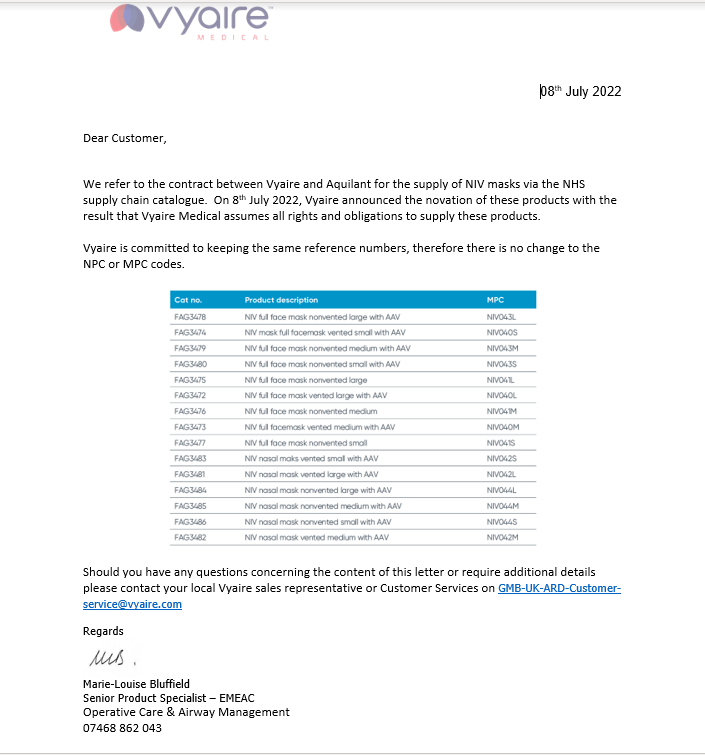 vyaire™
MEDICAL
08th July 2022
Dear Customer,
We refer to the contract between Vyaire and Aquilant for the supply of NIV masks via the NHS
supply chain catalogue. On 8th July 2022, Vyaire announced the novation of these products with the
result that Vyaire Medical assumes all rights and obligations to supply these products.
Vyaire is committed to keeping the same reference numbers, therefore there is no change to the
NPC or MPC codes.
Cat no. Product description MPC
FAG3478 NIV full face mask nonvented large with AAV NIV043L
FAG3474 NIV mask full facemask vented small with AAV NIV040S
FAG3479 NIV full face mask nonvented medium with AAV NIV043M
FAG3480 NIV full face mask nonvented small with AAV NIV043S
FAG3475 NIV full face mask nonvented large NIV041L
FAG3472 NIV full face mask vented large with AAV NIV040L
FAG3476 NIV full face mask nonvented medium NIV041M
FAG3473 NIV full facemask vented medium with AAV NIV040M
FAG3477 NIV full face mask nonvented small NIV041S
FAG3483 NIV nasal maks vented small with AAV NIV042S
FAG3481 NIV nasal mask vented large with AAV NIV042L
FAG3484 NIV nasal mask nonvented large with AAV NIV044L
FAG3485 NIV nasal mask nonvented medium with AAV NIV044M
FAG3486 NIV nasal mask nonvented small with AAV NIV044S
FAG3482 NIV nasal mask vented medium with AAV NIV042M
Should you have any questions concerning the content of this letter or require additional details
please contact your local Vyaire sales representative or Customer Services on GMB-UK-ARD-Customer-
service@vyaire.com
Regards
Marie-Louise Bluffield
Senior Product Specialist – EMEAC
Operative Care & Airway Management
07468 862 043